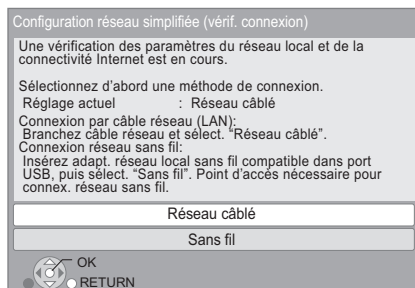 Configuration réseau simplifiée (vérif. connexion)
Une vérification des paramètres du réseau local et de la
connectivité Internet est en cours.
Sélectionnez d'abord une méthode de connexion.
Réglage actuel : Réseau câblé
Connexion par câble réseau (LAN):
Branchez câble réseau et sélect. “Réseau câblé”.
Connexion réseau sans fil:
Insérez adapt. réseau local sans fil compatible dans port
USB, puis sélect. “Sans fil”. Point d'accès nécessaire pour
connex. réseau sans fil.
Réseau câblé
Sans fil
OK
RETURN